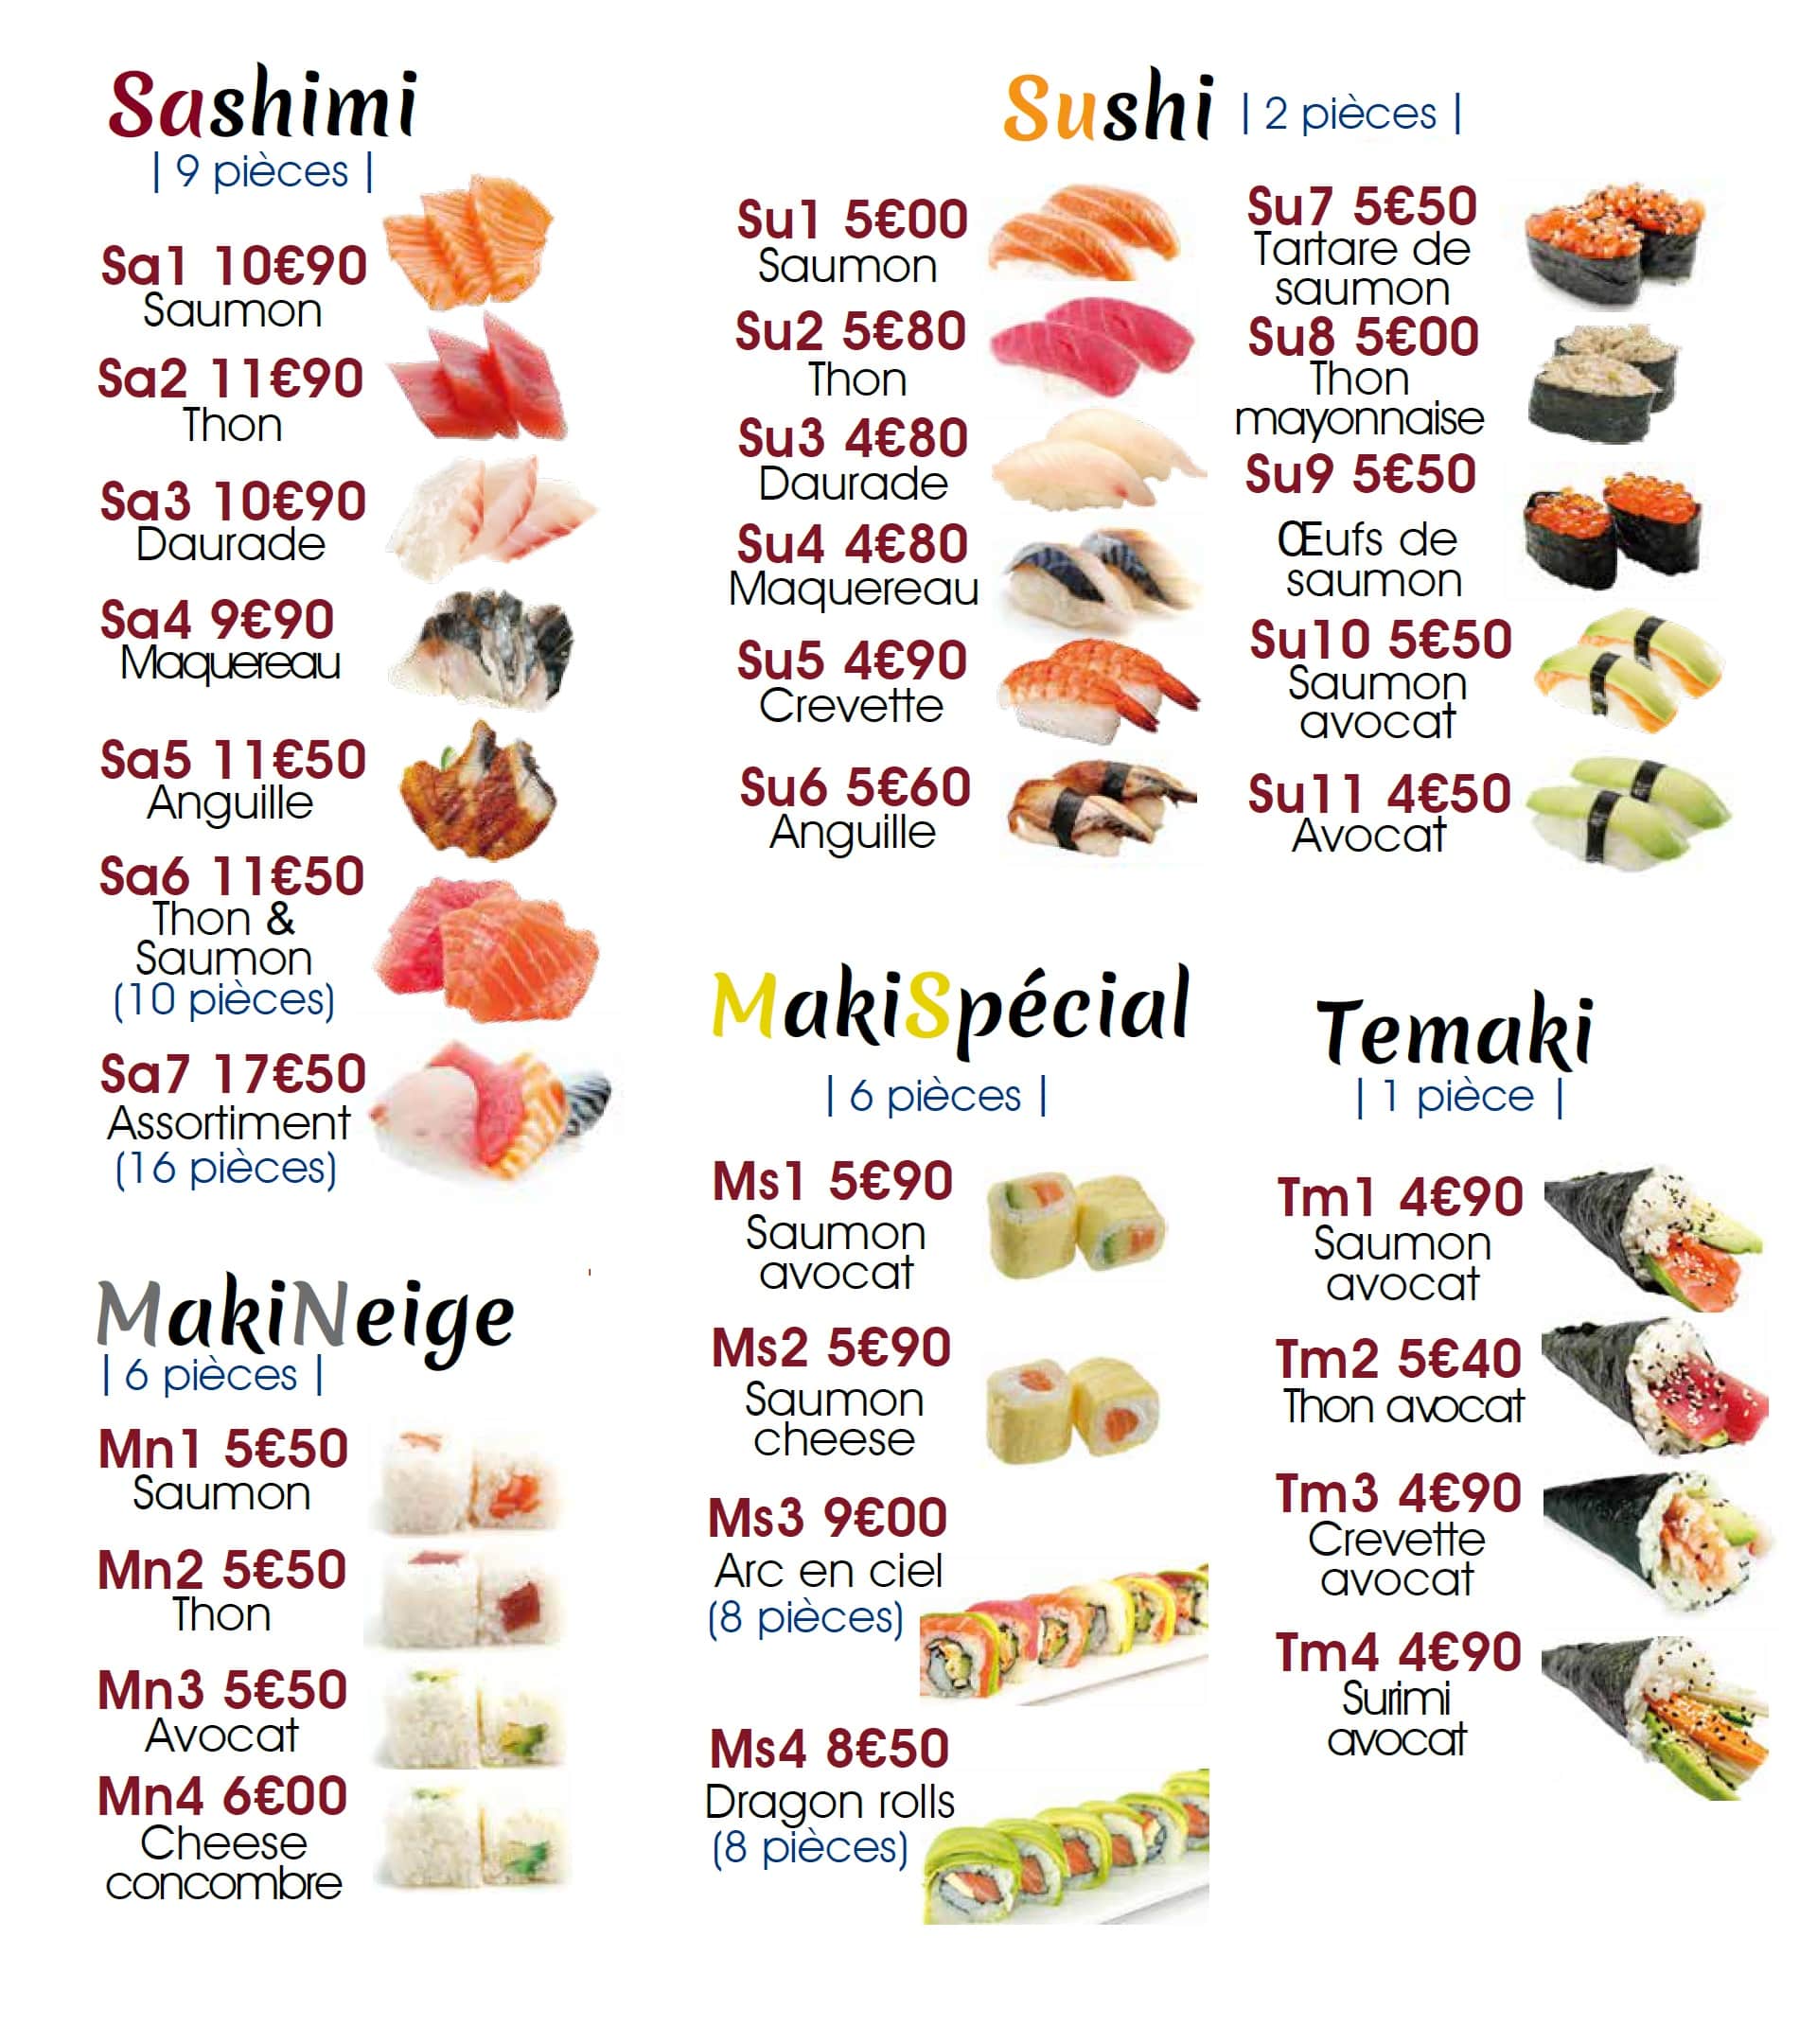 Sashimi
| 9 pièces |
Sa1 10€90
Saumon
Sa2 11€90
Thon
Sa3 10€90
Daurade
Sa4 9€90
Maquereau
Sa5 11€50
Anguille
Sa6 11€50
Thon &
Saumon
(10 pièces)
Sa7 17€50
Assortiment
(16 pièces)
MakiNeige
| 6 pièces |
Mn1 5€50
Saumon
Mn2 5€50
Thon
Mn3 5€50
Avocat
Mn4 6€00
Cheese
concombre
Sushi | 2 pièces |
Su1 5€00
Saumon
Su2 5€80
Thon
Su3 4€80
Daurade
Su4 4€80
Maquereau
Su5 4€90
Crevette
Su6 5€60
Anguille
Su7 5€50
Tartare de
saumon
Su8 5€00
Thon
mayonnaise
Su9 5€50
Œufs de
saumon
Su10 5€50
Saumon
avocat
Su11 4€50
Avocat
MakiSpécial
| 6 pièces |
Ms1 5€90
Saumon
avocat
Ms2 5€90
Saumon
cheese
Ms3 9€00
Arc en ciel
(8 pièces)
Ms4 8€50
Dragon rolls
(8 pièces)
Temaki
| 1 pièce |
Tm1 4€90
Saumon
avocat
Tm2 5€40
Thon avocat
Tm3 4€90
Crevette
avocat
Tm4 4€90
Surimi
avocat